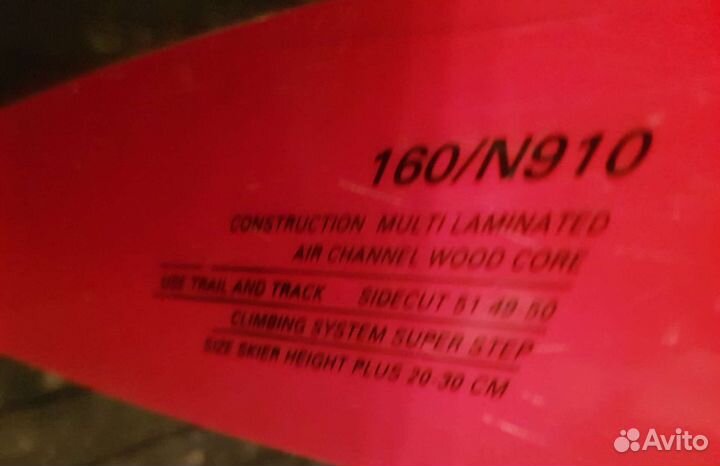 160/N910
CONSTRUCTION MULTI LAMINATED
AIR CHANNEL WOOD CORE
USE TRAIL AND TRACK SIDECUT 51 49 50
CLIMBING SYSTEM SUPER STEP
SIZE SKIER HEIGHT PLUS 20-30 CM
Avito